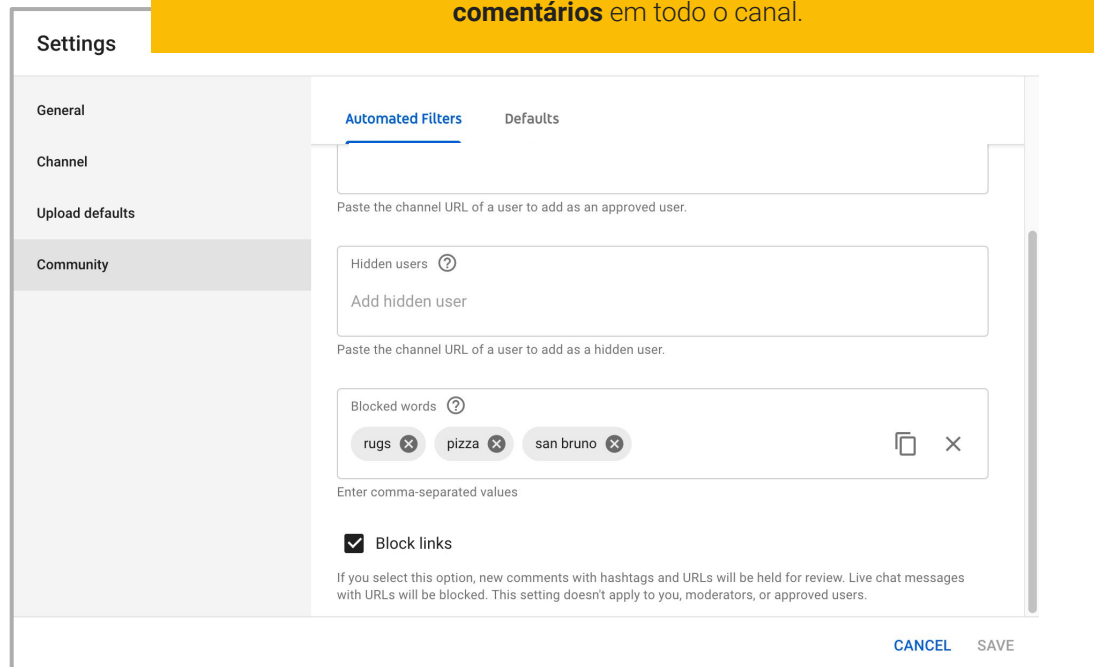 comentários em todo o canal.
Settings
General
Channel
Upload defaults
Community
Automated Filters Defaults
Paste the channel URL of a user to add as an approved user.
Hidden users
Add hidden user
Paste the channel URL of a user to add as a hidden user.
Blocked words
rugs pizza san bruno
Enter comma-separated values
Block links
If you select this option, new comments with hashtags and URLs will be held for review. Live chat messages
with URLs will be blocked. This setting doesn't apply to you, moderators, or approved users.
CANCEL SAVE